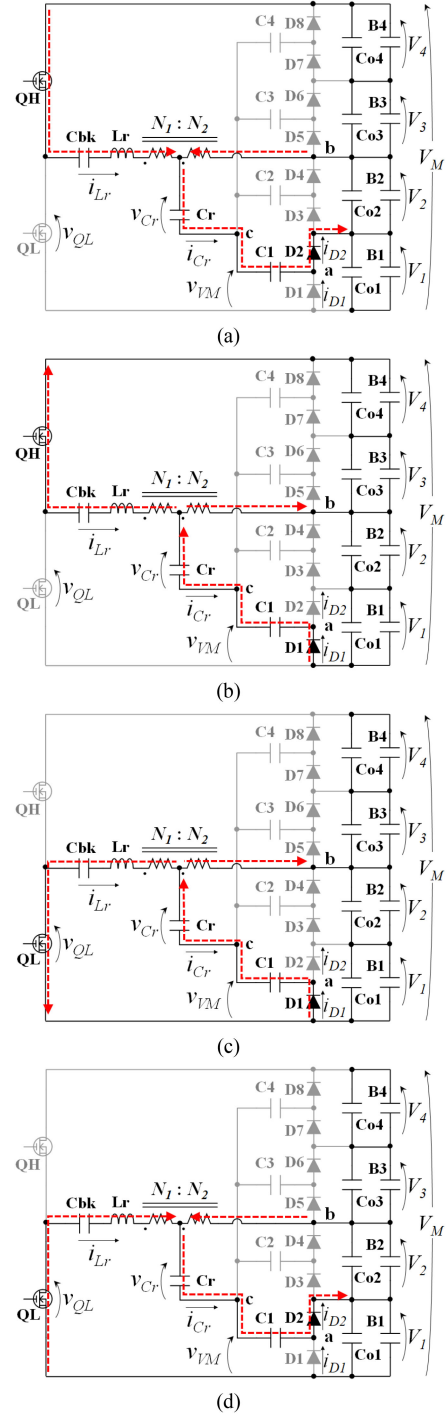 C4 D8 B4 V4
D7 Co4
QH C3 D6 B3 V3 VM
Cbk Lr N1 : N2 D5 Co3
b
iLr C2 D4 B2 V2
vCr Cr D3 Co2
QL vQL c
iCr C1 D2 iD2 B1 V1
a
vVM D1 iD1 Co1
(a)
C4 D8 B4 V4
D7 Co4
QH C3 D6 B3 V3 VM
Cbk Lr N1 : N2 D5 Co3
b
iLr C2 D4 B2 V2
vCr Cr D3 Co2
QL vQL c
iCr C1 D2 iD2 B1 V1
a
vVM D1 iD1 Co1
(b)
C4 D8 B4 V4
D7 Co4
QH C3 D6 B3 V3 VM
Cbk Lr N1 : N2 D5 Co3
b
iLr C2 D4 B2 V2
vCr Cr D3 Co2
QL vQL c
iCr C1 D2 iD2 B1 V1
a
vVM D1 iD1 Co1
(c)
C4 D8 B4 V4
D7 Co4
QH C3 D6 B3 V3 VM
Cbk Lr N1 : N2 D5 Co3
b
iLr C2 D4 B2 V2
vCr Cr D3 Co2
QL vQL c
iCr C1 D2 iD2 B1 V1
a
vVM D1 iD1 Co1
(d)